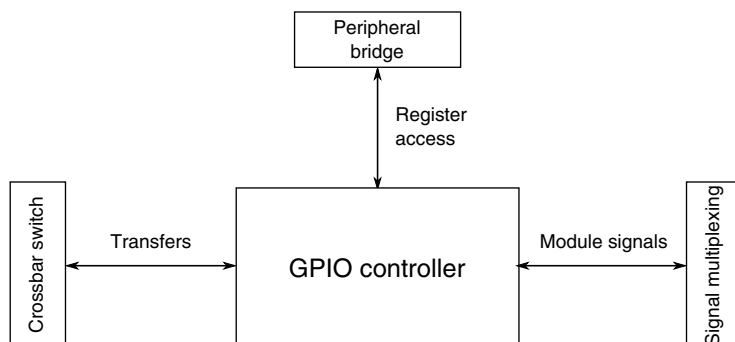 Peripheral
bridge
Register
access
Crossbar switch
Transfers
GPIO controller
Module signals
Signal multiplexing